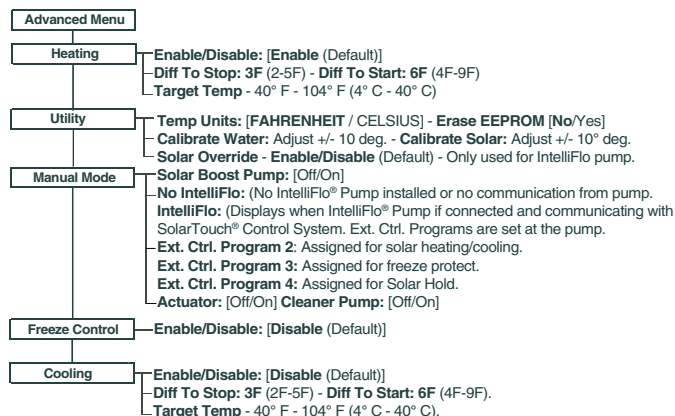 Advanced Menu
Heating
Enable/Disable: [Enable (Default)]
Diff To Stop: 3F (2-5F) - Diff To Start: 6F (4F-9F)
Target Temp - 40° F - 104° F (4° C - 40° C)
Utility
Temp Units: [FAHRENHEIT / CELSIUS] - Erase EEPROM [No/Yes]
Calibrate Water: Adjust +/- 10 deg. - Calibrate Solar: Adjust +/- 10° deg.
Solar Override - Enable/Disable (Default) - Only used for IntelliFlo pump.
Manual Mode
Solar Boost Pump: [Off/On]
No IntelliFlo: (No IntelliFlo® Pump installed or no communication from pump.
IntelliFlo: (Displays when IntelliFlo® Pump if connected and communicating with
SolarTouch® Control System. Ext. Ctrl. Programs are set at the pump.
Ext. Ctrl. Program 2: Assigned for solar heating/cooling.
Ext. Ctrl. Program 3: Assigned for freeze protect.
Ext. Ctrl. Program 4: Assigned for Solar Hold.
Actuator: [Off/On] Cleaner Pump: [Off/On]
Freeze Control
Enable/Disable: [Disable (Default)]
Cooling
Enable/Disable: [Disable (Default)]
Diff To Stop: 3F (2F-5F) - Diff To Start: 6F (4F-9F).
Target Temp - 40° F - 104° F (4° C - 40° C).